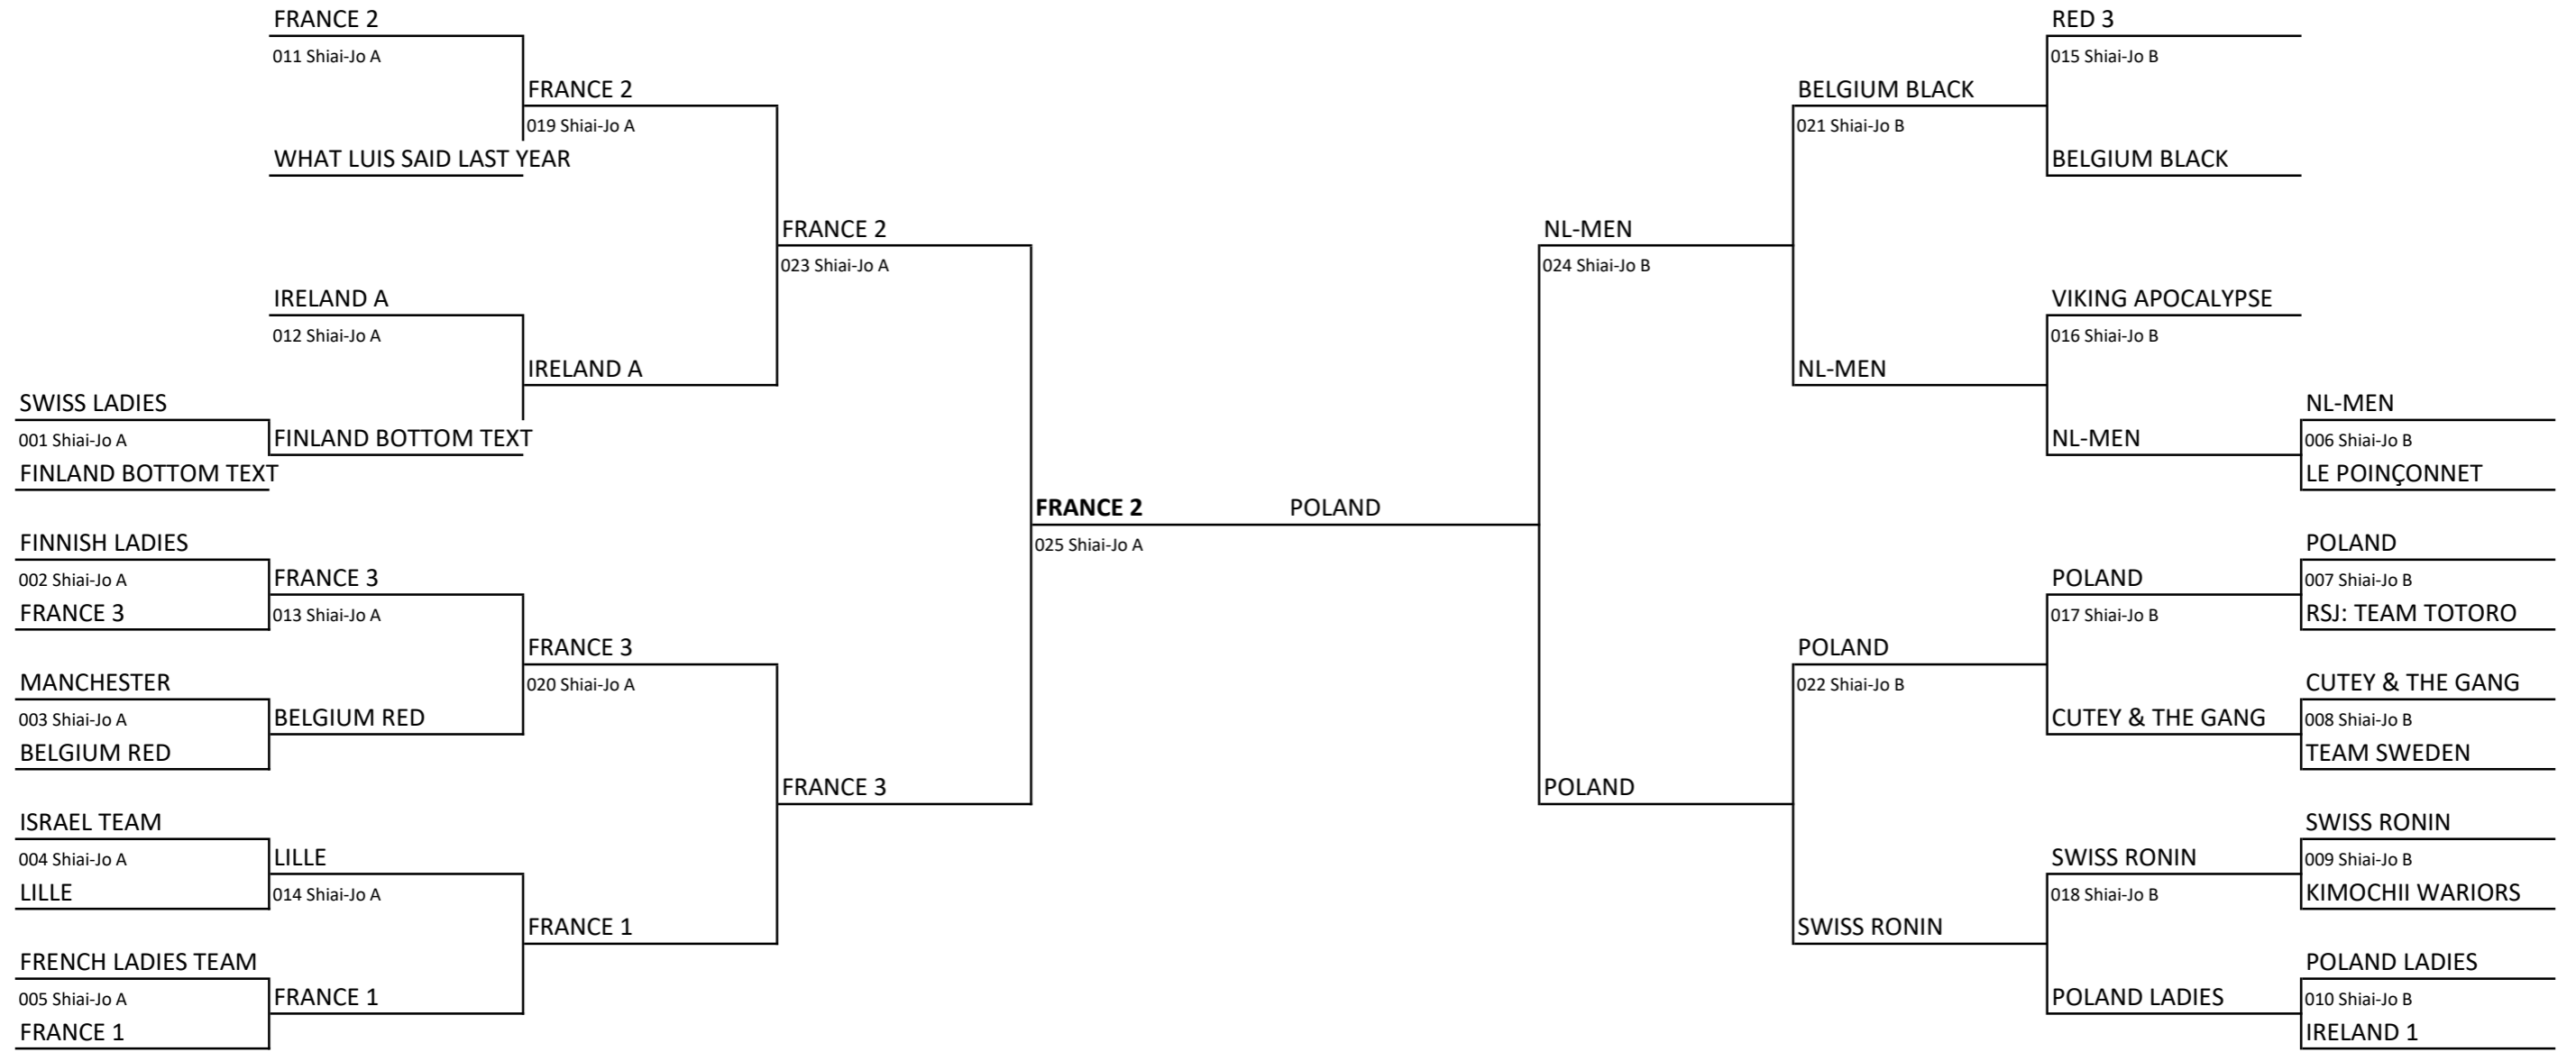 FRANCE 2
011 Shiai-Jo A
FRANCE 2
019 Shiai-Jo A
WHAT LUIS SAID LAST YEAR
FRANCE 2
023 Shiai-Jo A
IRELAND A
012 Shiai-Jo A
IRELAND A
SWISS LADIES
001 Shiai-Jo A
FINLAND BOTTOM TEXT
FINLAND BOTTOM TEXT
FRANCE 2
025 Shiai-Jo A
FINNISH LADIES
002 Shiai-Jo A
FRANCE 3
FRANCE 3
013 Shiai-Jo A
FRANCE 3
020 Shiai-Jo A
MANCHESTER
003 Shiai-Jo A
BELGIUM RED
BELGIUM RED
FRANCE 3
ISRAEL TEAM
004 Shiai-Jo A
LILLE
LILLE
014 Shiai-Jo A
FRANCE 1
FRENCH LADIES TEAM
005 Shiai-Jo A
FRANCE 1
FRANCE 1
POLAND
NL-MEN
024 Shiai-Jo B
POLAND
BELGIUM BLACK
021 Shiai-Jo B
NL-MEN
POLAND
022 Shiai-Jo B
SWISS RONIN
RED 3
015 Shiai-Jo B
BELGIUM BLACK
VIKING APOCALYPSE
016 Shiai-Jo B
NL-MEN
NL-MEN
006 Shiai-Jo B
LE POINÇONNET
POLAND
017 Shiai-Jo B
POLAND
007 Shiai-Jo B
RSJ: TEAM TOTORO
CUTEY & THE GANG
CUTEY & THE GANG
008 Shiai-Jo B
TEAM SWEDEN
SWISS RONIN
018 Shiai-Jo B
SWISS RONIN
009 Shiai-Jo B
KIMOCHII WARIORS
POLAND LADIES
POLAND LADIES
010 Shiai-Jo B
IRELAND 1